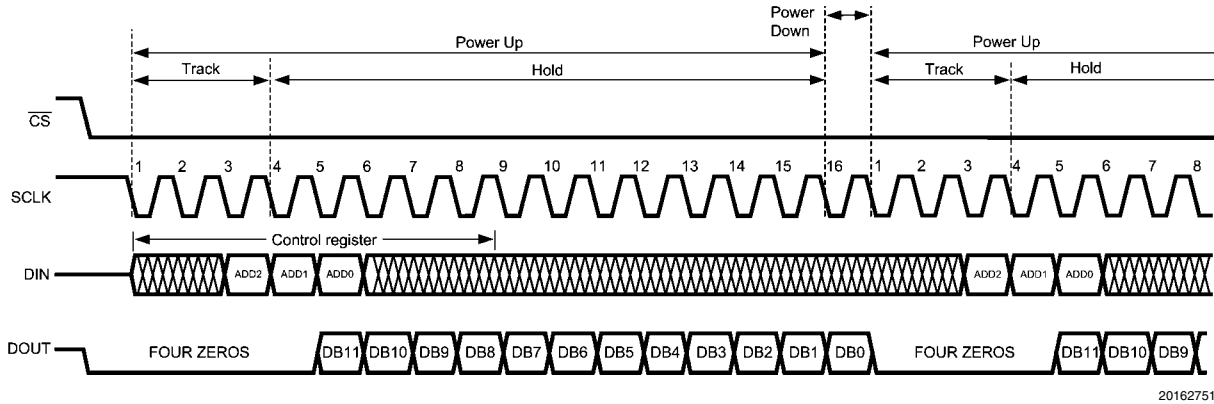 Power
Down
Power Up Power Up
Track Hold Track Hold
CS
1 2 3 4 5 6 7 8 9 10 11 12 13 14 15 16 1 2 3 4 5 6 7 8
SCLK
Control register
DIN ADD2 ADD1 ADD0 ADD2 ADD1 ADD0
DOUT FOUR ZEROS DB11 DB10 DB9 DB8 DB7 DB6 DB5 DB4 DB3 DB2 DB1 DB0 FOUR ZEROS DB11 DB10 DB9
20162751